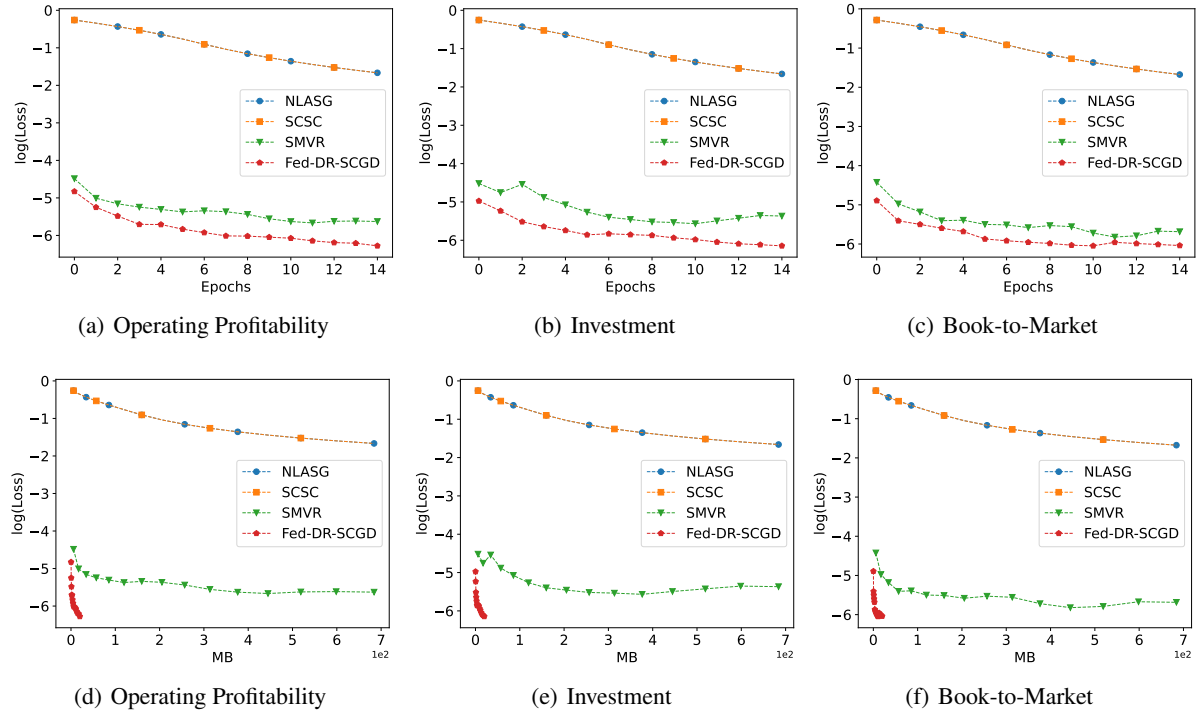 0
−1
−2
−3
−4
−5
−6
log(Loss)
NLASG
SCSC
SMVR
Fed-DR-SCGD
0 2 4 6 8 10 12 14
Epochs
(a) Operating Profitability
0
−1
−2
−3
−4
−5
−6
log(Loss)
NLASG
SCSC
SMVR
Fed-DR-SCGD
0 2 4 6 8 10 12 14
Epochs
(b) Investment
0
−1
−2
−3
−4
−5
−6
log(Loss)
NLASG
SCSC
SMVR
Fed-DR-SCGD
0 2 4 6 8 10 12 14
Epochs
(c) Book-to-Market
0
−1
−2
−3
−4
−5
−6
log(Loss)
NLASG
SCSC
SMVR
Fed-DR-SCGD
0 1 2 3 4 5 6 7
MB
1e2
(d) Operating Profitability
0
−1
−2
−3
−4
−5
−6
log(Loss)
NLASG
SCSC
SMVR
Fed-DR-SCGD
0 1 2 3 4 5 6 7
MB
1e2
(e) Investment
0
−1
−2
−3
−4
−5
−6
log(Loss)
NLASG
SCSC
SMVR
Fed-DR-SCGD
0 1 2 3 4 5 6 7
MB
1e2
(f) Book-to-Market